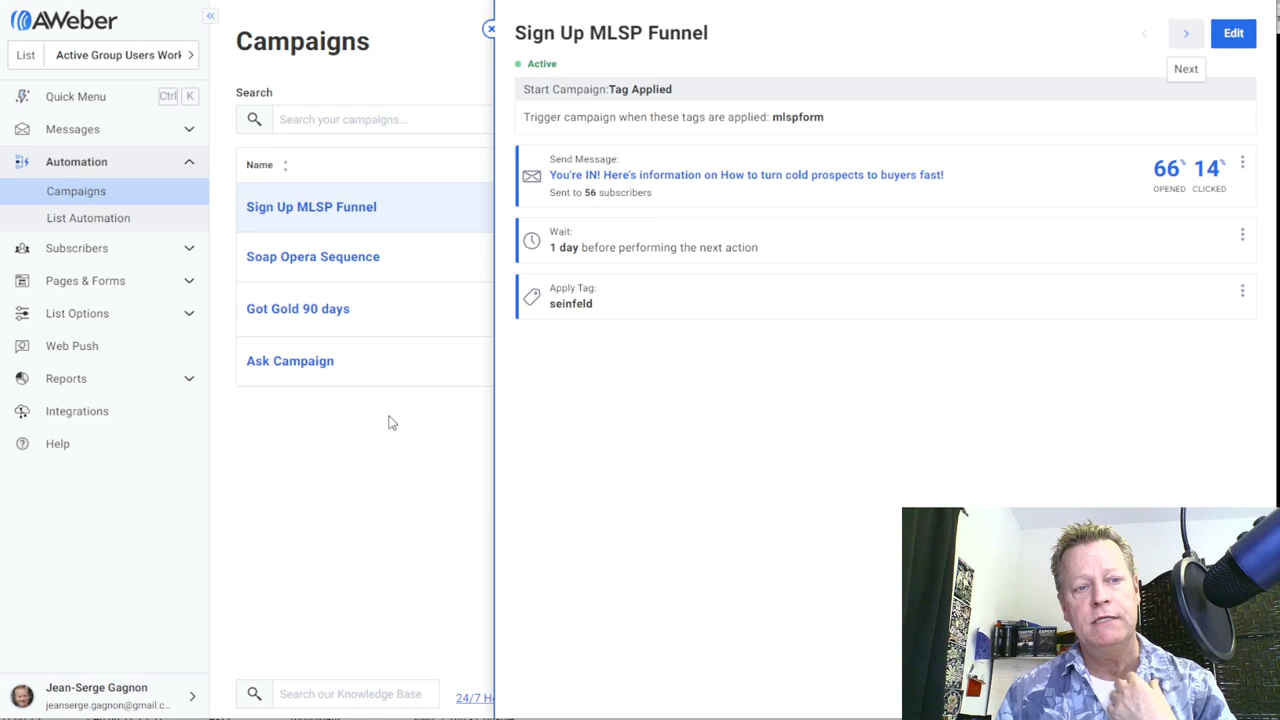 AWeber
List
Active Group Users Work
Quick Menu
Ctrl
K
Messages
Automation
Campaigns
List Automation
Subscribers
Pages & Forms
List Options
Web Push
Reports
Integrations
Help
Jean-Serge Gagnon
jeanserge.gagnon@gmail.c...
Campaigns
Search
Search your campaigns...
Name
Sign Up MLSP Funnel
Soap Opera Sequence
Got Gold 90 days
Ask Campaign
Search our Knowledge Base
24/7 H
Sign Up MLSP Funnel
Edit
Next
Active
Start Campaign:Tag Applied
Trigger campaign when these tags are applied: mlspform
Send Message:
You're IN! Here's information on How to turn cold prospects to buyers fast!
Sent to 56 subscribers
66%
OPENED
14%
CLICKED
Wait:
1 day before performing the next action
Apply Tag:
seinfeld
TRAFFIC
EXPERT